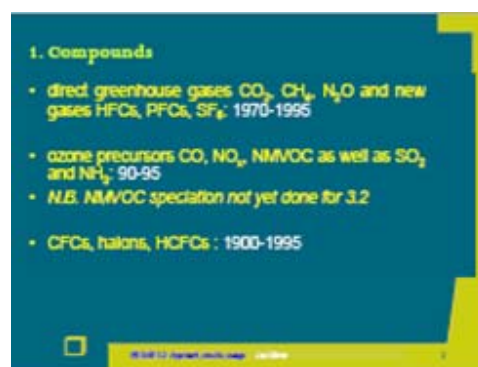 1. Compounds
• direct greenhouse gases CO₂, CH₄, N₂O and new
gases HFCs, PFCs, SF₆: 1970-1995
• ozone precursors CO, NOₓ, NMVOC as well as SO₂
and NH₃: 90-95
• N.B. NMVOC speciation not yet done for 3.2
• CFCs, halons, HCFCs : 1900-1995